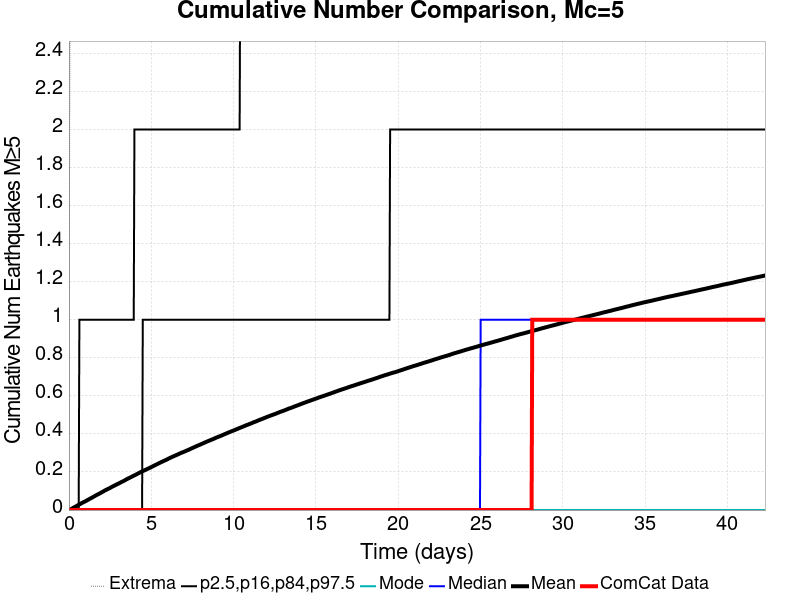 Cumulative Number Comparison, Mc=5
Cumulative Num Earthquakes M≥5
2.4
2.2
2
1.8
1.6
1.4
1.2
1
0.8
0.6
0.4
0.2
0
0 5 10 15 20 25 30 35 40
Time (days)
Extrema p2.5,p16,p84,p97.5 Mode Median Mean ComCat Data